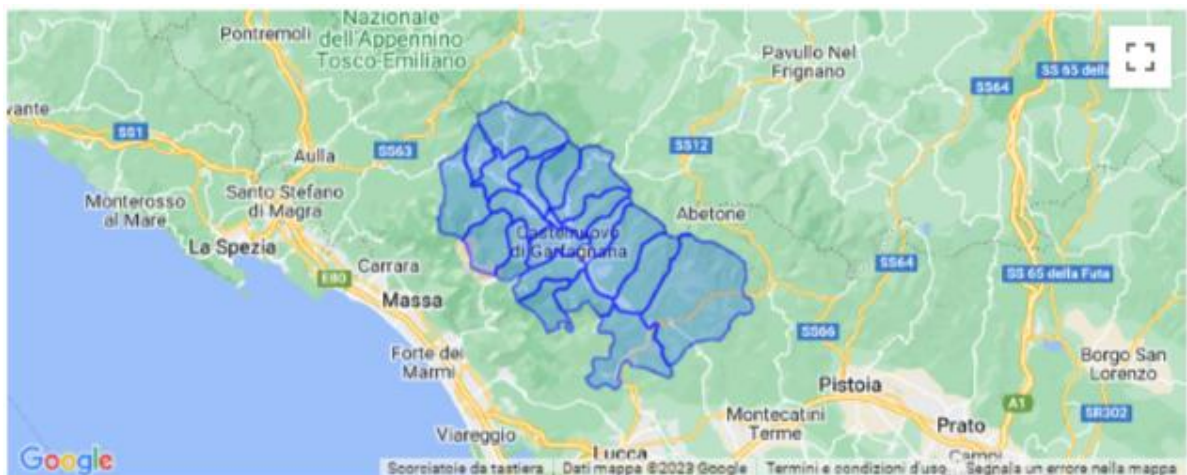 Nazionale
dell'Appennino
Tosco-Emiliano
Pontremoli
Pavullo Nel
Frignano
SS 65 della
SS64
vante
SS1
SS12
Aulla
SS63
Santo Stefano
di Magra
Monterosso
al Mare
Abetone
La Spezia
Castelnuovo
di Garfagnana
SS64
Carrara
E80
SS 65 della Futa
Massa
SS66
Forte dei
Marmi
Borgo San
Lorenzo
Pistoia
A1
Montecatini
Terme
Prato
SR302
Viareggio
Lucca
Campi
Google
Scorciatoie da tastiera
Dati mappa ©2023 Google
Termini e condizioni d'uso
Segnala un errore nella mappa